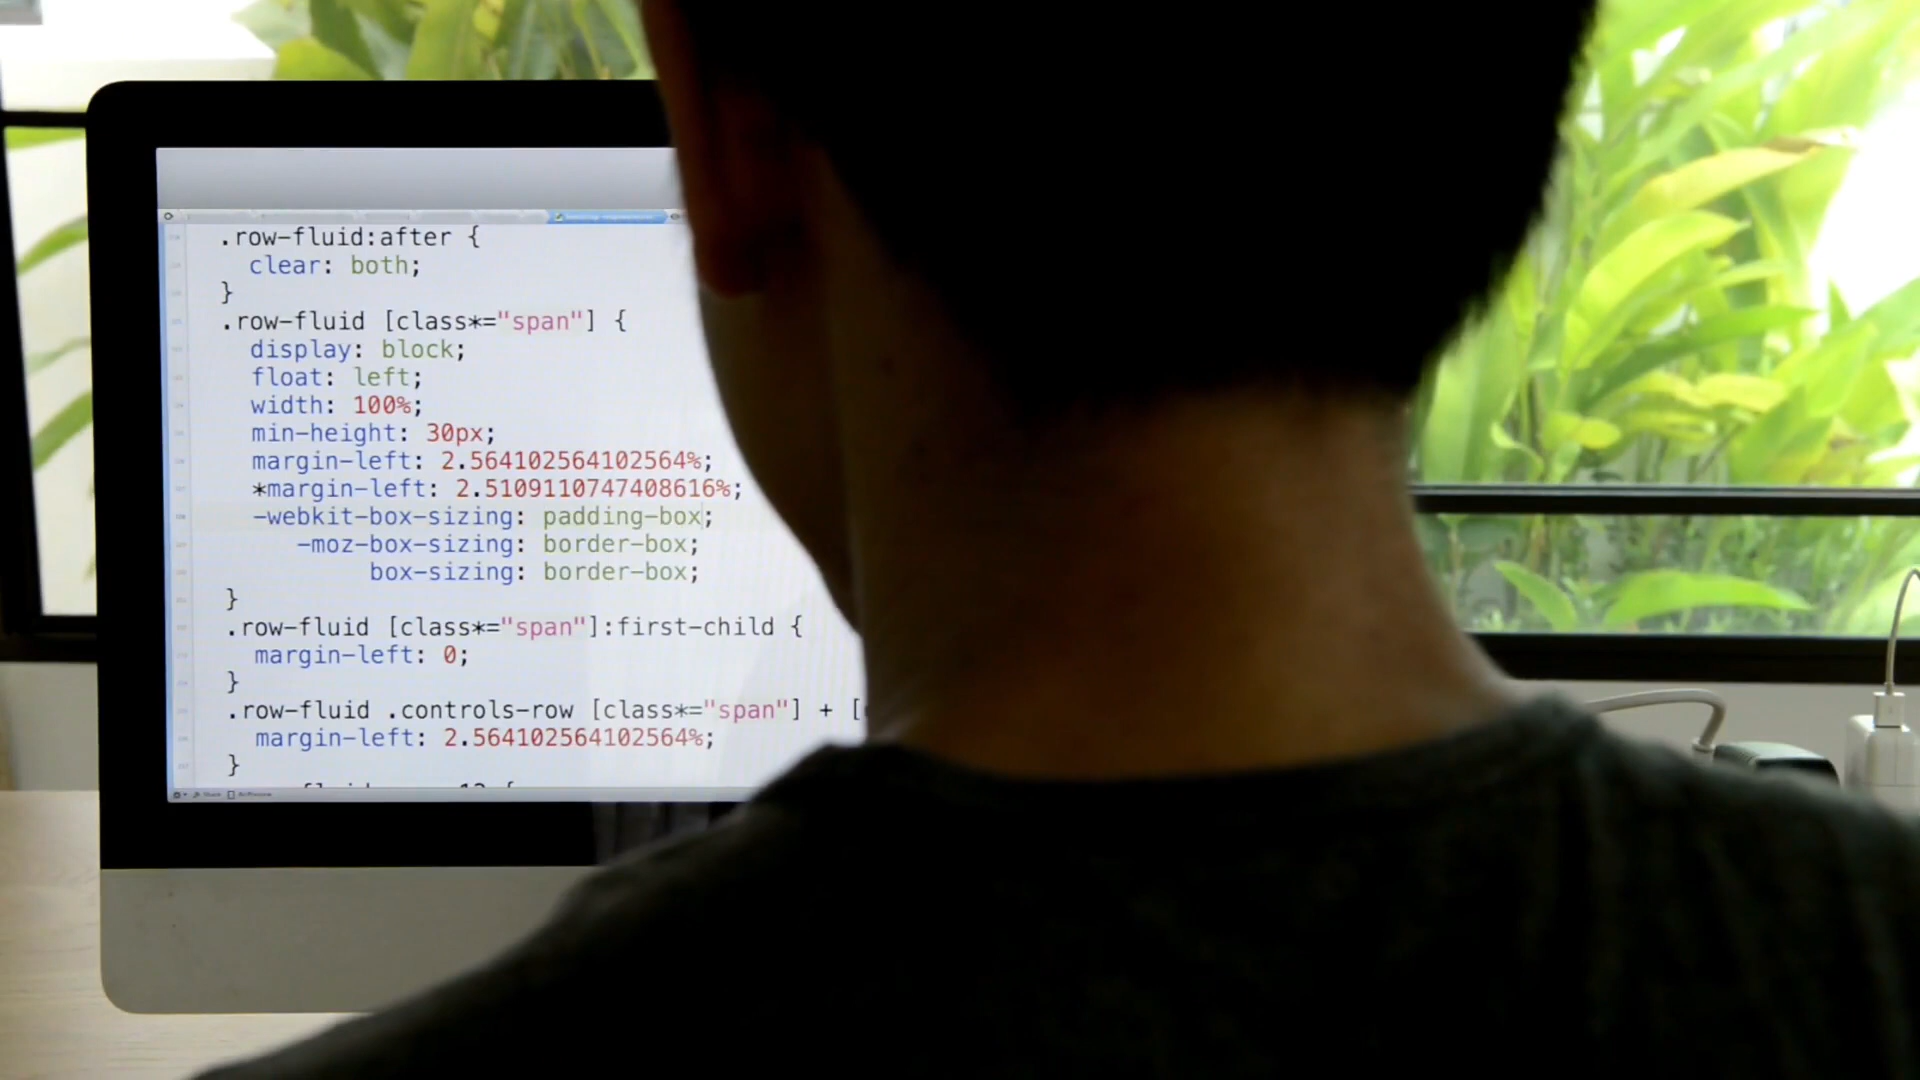 .row-fluid:after {
clear: both;
}
.row-fluid [class*="span"] {
display: block;
float: left;
width: 100%;
min-height: 30px;
margin-left: 2.564102564102564%;
*margin-left: 2.5109110747408616%;
-webkit-box-sizing: padding-box;
-moz-box-sizing: border-box;
box-sizing: border-box;
}
.row-fluid [class*="span"]:first-child {
margin-left: 0;
}
.row-fluid .controls-row [class*="span"] + [
margin-left: 2.564102564102564%;
}